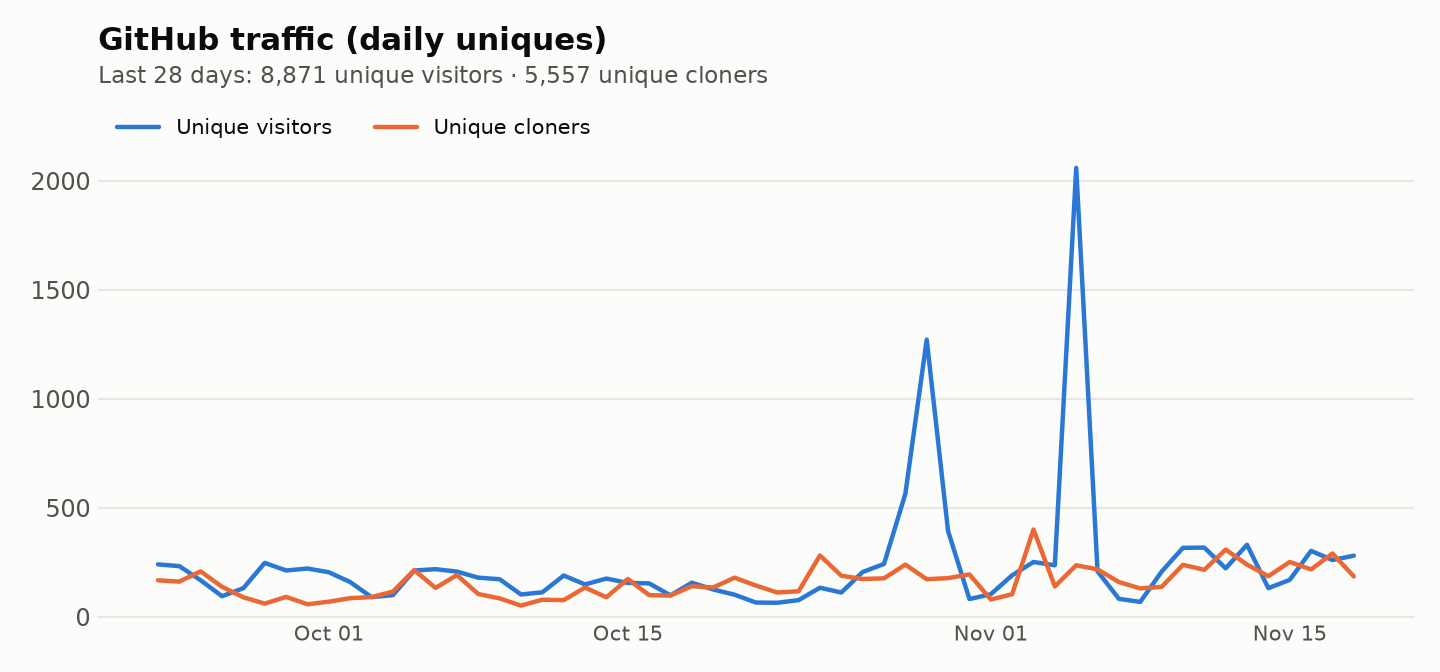 GitHub traffic (daily uniques)
Last 28 days: 8,871 unique visitors · 5,557 unique cloners
Unique visitors Unique cloners
2000
1500
1000
500
0
Oct 01 Oct 15 Nov 01 Nov 15